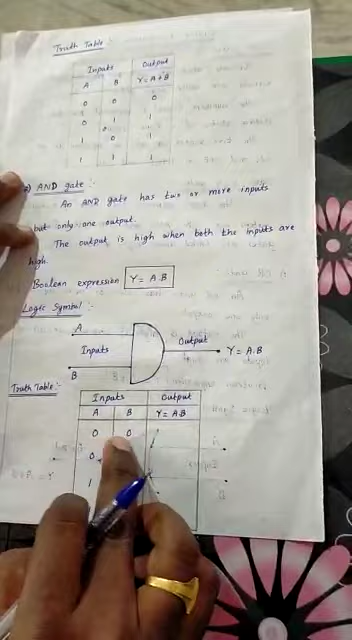 Truth Table :-
Inputs Output
A B Y = A + B
0 0 0
0 1 1
1 0 1
1 1 1
AND gate :-
An AND gate has two or more inputs
but only one output.
The output is high when both the inputs are
high.
Boolean expression Y = A.B
Logic Symbol :-
A
Inputs Output Y = A.B
B
Truth Table :-
Inputs Output
A B Y = A.B
0 0
0
1